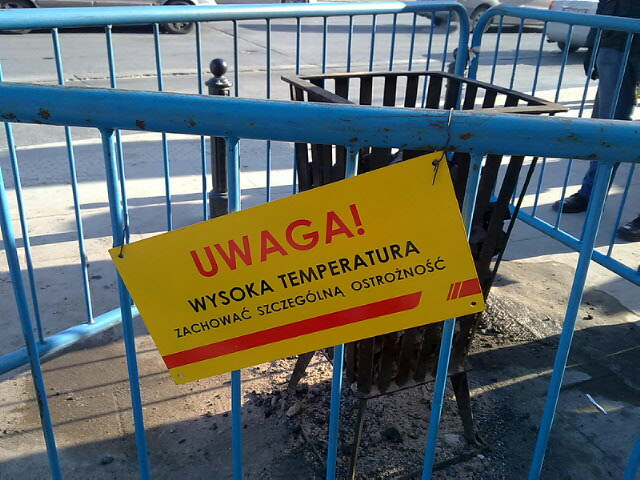 UWAGA!
WYSOKA TEMPERATURA
ZACHOWAĆ SZCZEGÓLNĄ OSTROŻNOŚĆ